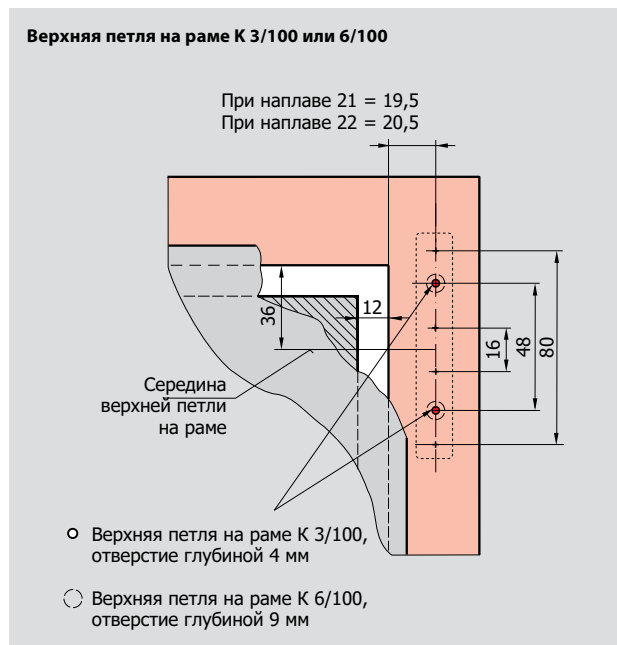 Верхняя петля на раме К 3/100 или 6/100
При наплаве 21 = 19,5
При наплаве 22 = 20,5
12
36
16
48
80
Середина
верхней петли
на раме
Верхняя петля на раме К 3/100,
отверстие глубиной 4 мм
Верхняя петля на раме К 6/100,
отверстие глубиной 9 мм